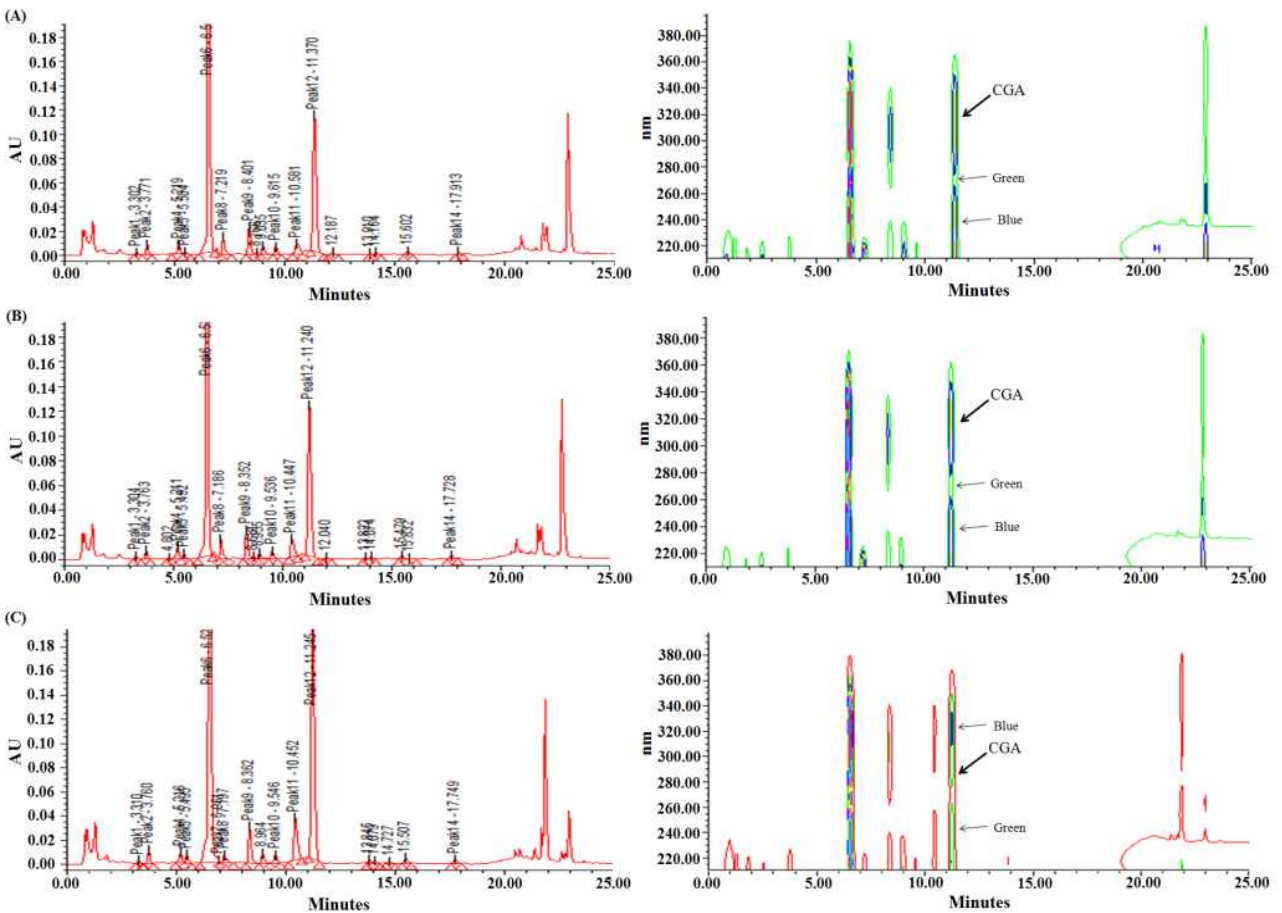 (A)
0.18
0.16
0.14
0.12
0.10
0.08
0.06
0.04
0.02
0.00
AU
Peak1 - 3.302
Peak2 - 3.771
Peak6 - 6.5
Peak8 - 7.219
Peak9 - 8.401
Peak10 - 9.615
Peak11 - 10.581
Peak12 - 11.370
12.187
15.602
Peak14 - 17.913
0.00 5.00 10.00 15.00 20.00 25.00
Minutes
380.00
360.00
340.00
320.00
300.00
280.00
260.00
240.00
220.00
nm
CGA
Green
Blue
0.00 5.00 10.00 15.00 20.00 25.00
Minutes
(B)
0.18
0.16
0.14
0.12
0.10
0.08
0.06
0.04
0.02
0.00
AU
Peak1 - 3.304
Peak2 - 3.763
4.802
Peak6 - 6.5
Peak8 - 7.186
Peak9 - 8.352
Peak10 - 9.536
Peak11 - 10.447
Peak12 - 11.240
12.040
15.832
Peak14 - 17.728
0.00 5.00 10.00 15.00 20.00 25.00
Minutes
380.00
360.00
340.00
320.00
300.00
280.00
260.00
240.00
220.00
nm
CGA
Green
Blue
0.00 5.00 10.00 15.00 20.00 25.00
Minutes
(C)
0.18
0.16
0.14
0.12
0.10
0.08
0.06
0.04
0.02
0.00
AU
Peak1 - 3.310
Peak2 - 3.760
Peak6 - 6.52
Peak8 - 7.197
Peak9 - 8.362
8.964
Peak10 - 9.546
Peak11 - 10.452
Peak12 - 11.245
14.727
15.507
Peak14 - 17.749
0.00 5.00 10.00 15.00 20.00 25.00
Minutes
380.00
360.00
340.00
320.00
300.00
280.00
260.00
240.00
220.00
nm
Blue
CGA
Green
0.00 5.00 10.00 15.00 20.00 25.00
Minutes